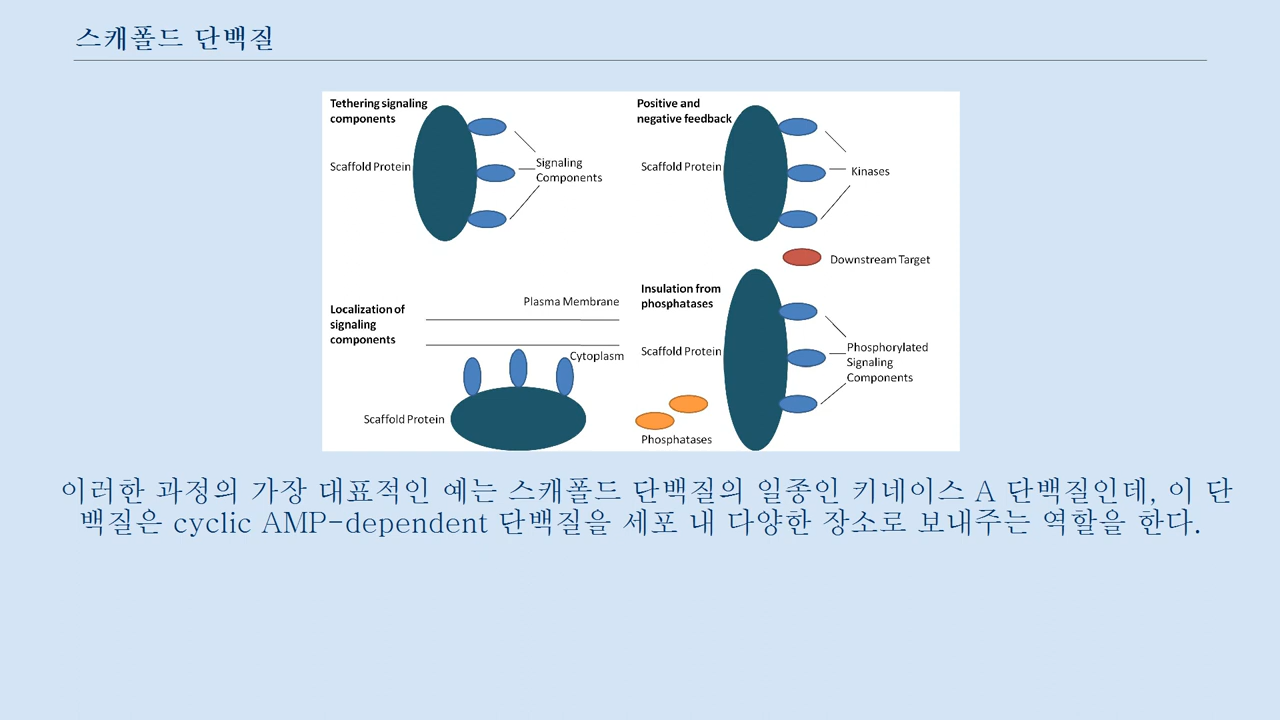 스캐폴드 단백질
Tethering signaling
components
Scaffold Protein
Signaling
Components
Positive and
negative feedback
Scaffold Protein
Kinases
Downstream Target
Localization of
signaling
components
Plasma Membrane
Cytoplasm
Scaffold Protein
Insulation from
phosphatases
Scaffold Protein
Phosphorylated
Signaling
Components
Phosphatases
이러한 과정의 가장 대표적인 예는 스캐폴드 단백질의 일종인 키네이스 A 단백질인데, 이 단
백질은 cyclic AMP-dependent 단백질을 세포 내 다양한 장소로 보내주는 역할을 한다.